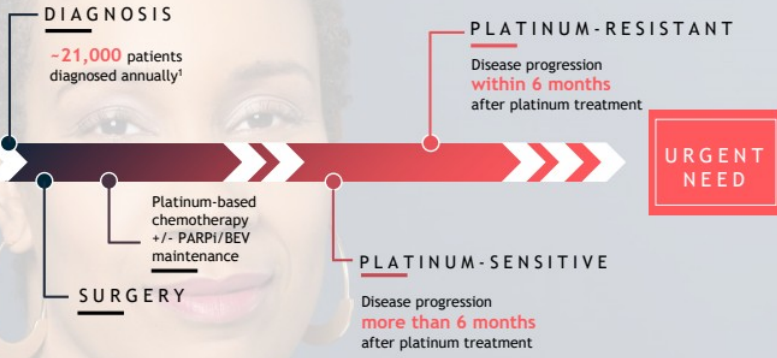 DIAGNOSIS
~21,000 patients
diagnosed annually¹
PLATINUM-RESISTANT
Disease progression
within 6 months
after platinum treatment
URGENT
NEED
Platinum-based
chemotherapy
+/- PARPi/BEV
maintenance
SURGERY
PLATINUM-SENSITIVE
Disease progression
more than 6 months
after platinum treatment